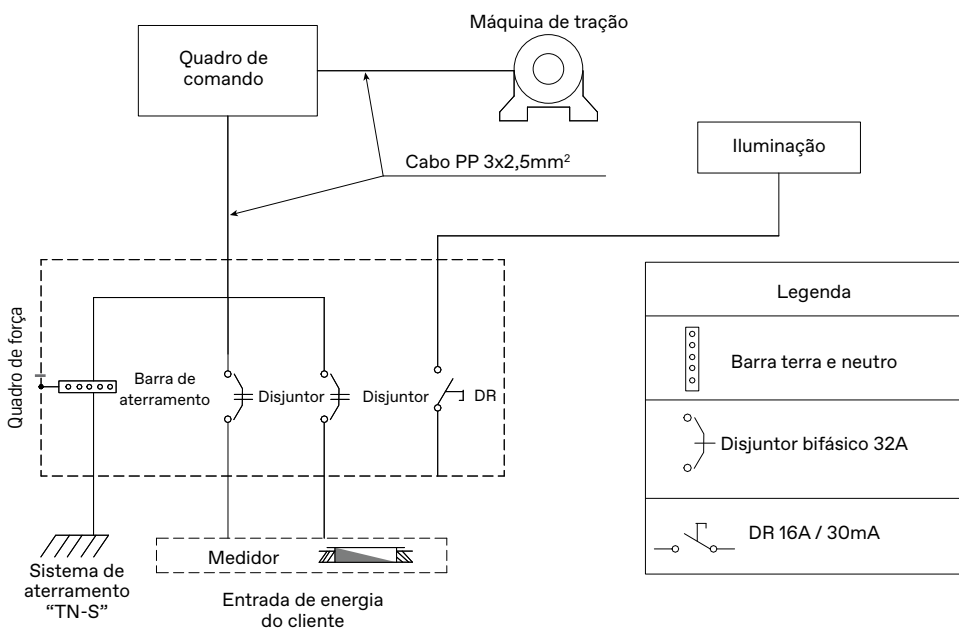 Máquina de tração
Quadro de
comando
Iluminação
Cabo PP 3x2,5mm²
Quadro de força
Barra de
aterramento
Disjuntor
Disjuntor
DR
Medidor
Sistema de
aterramento
“TN-S”
Entrada de energia
do cliente
Legenda
Barra terra e neutro
Disjuntor bifásico 32A
DR 16A / 30mA